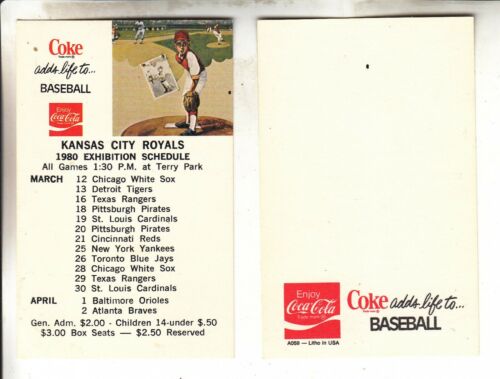 Coke
adds life to...
BASEBALL
Enjoy
Coca-Cola
KANSAS CITY ROYALS
1980 EXHIBITION SCHEDULE
All Games 1:30 P.M. at Terry Park
MARCH 12 Chicago White Sox
13 Detroit Tigers
16 Texas Rangers
18 Pittsburgh Pirates
19 St. Louis Cardinals
20 Pittsburgh Pirates
21 Cincinnati Reds
25 New York Yankees
26 Toronto Blue Jays
28 Chicago White Sox
29 Texas Rangers
30 St. Louis Cardinals
APRIL 1 Baltimore Orioles
2 Atlanta Braves
Gen. Adm. $2.00 - Children 14-under $.50
$3.00 Box Seats — $2.50 Reserved
Enjoy
Coca-Cola
Trade-mark ®
Coke adds life to...
BASEBALL
A059 — Litho in USA